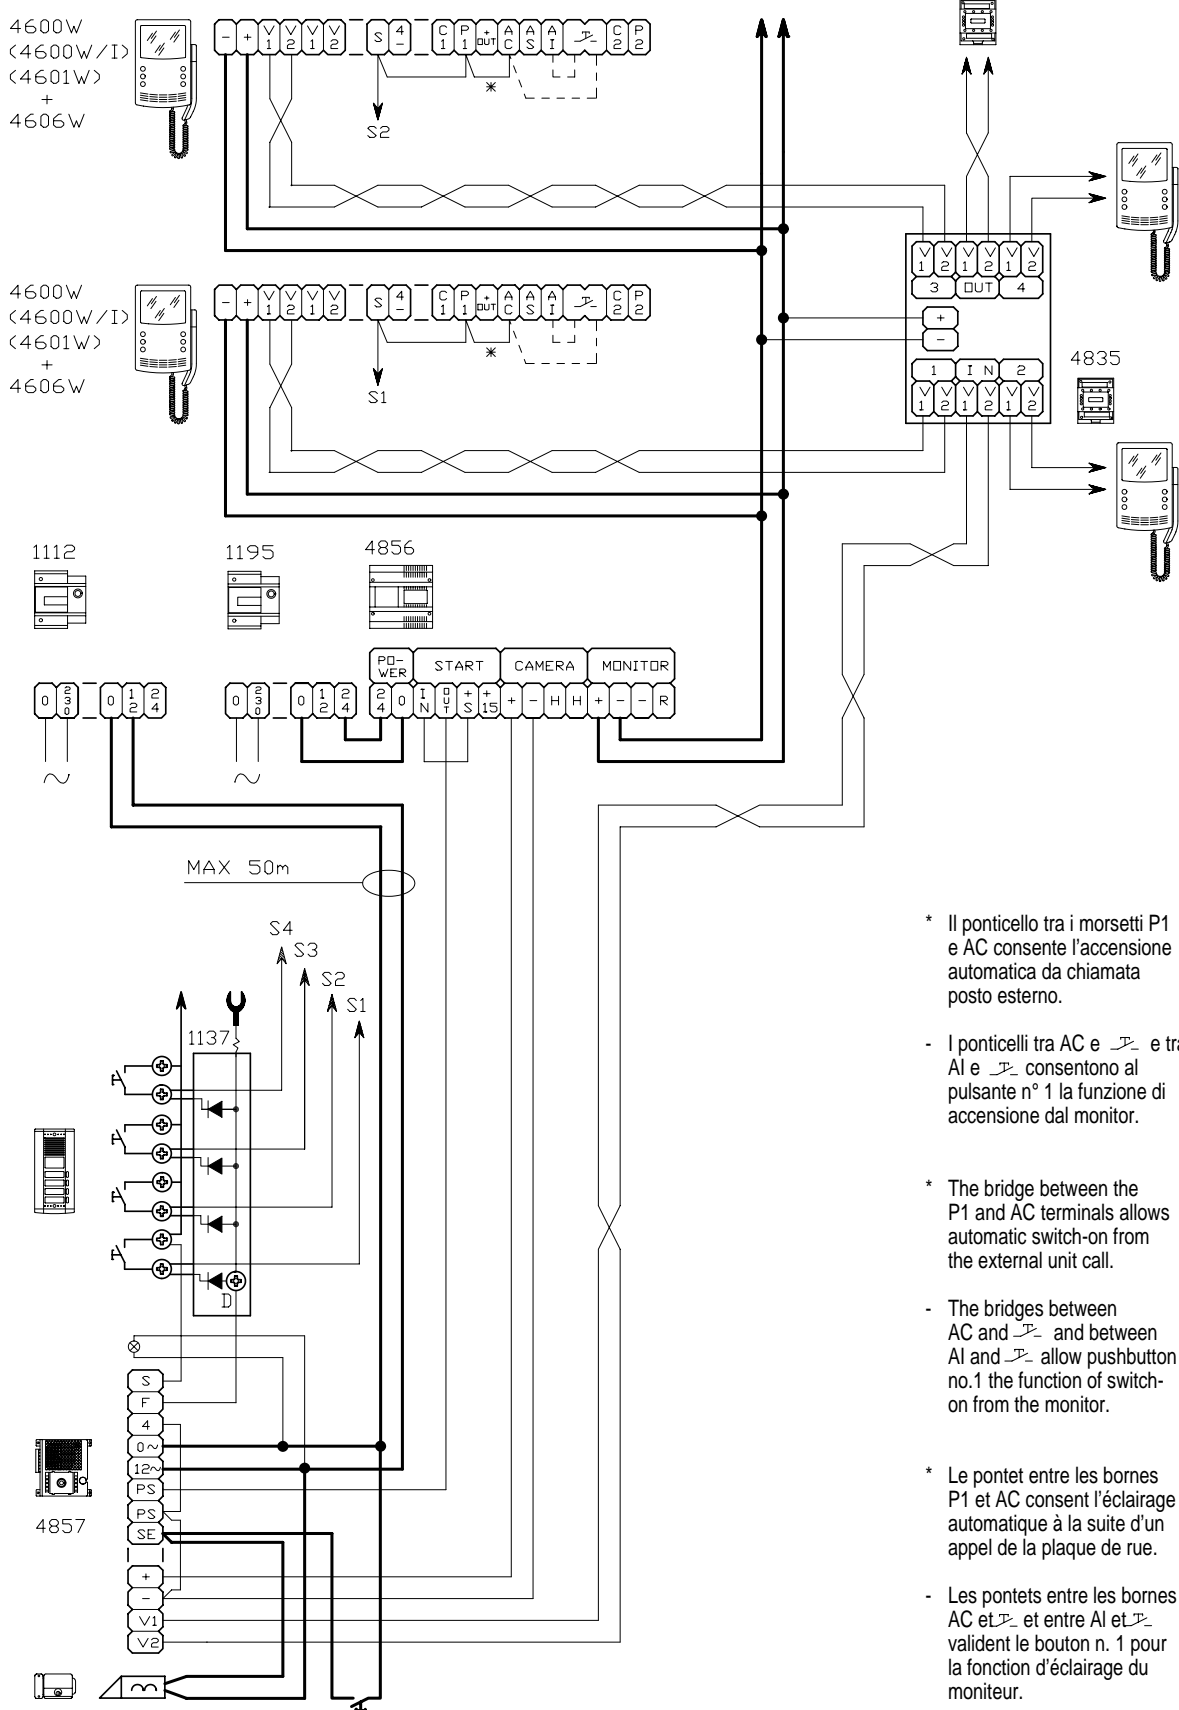 4600W
(4600W/I)
(4601W)
+
4606W
- + V1 V2 V1 V2 S 4- C1 P1 +OUT AC AS AI C2 P2
*
S2
V1 V2 V1 V2 V1 V2
3 OUT 4
+
-
1 IN 2
V1 V2 V1 V2 V1 V2
4835
4600W
(4600W/I)
(4601W)
+
4606W
- + V1 V2 V1 V2 S 4- C1 P1 +OUT AC AS AI C2 P2
*
S1
1112
1195
4856
PO-WER START CAMERA MONITOR
0 230 0 12 24
0 230 0 12 24
24 0 IN OUT +S +15 + - H H + - - R
MAX 50m
S4
S3
S2
S1
1137
D
S
F
4
0~
12~
PS
PS
SE
+
-
V1
V2
4857
* Il ponticello tra i morsetti P1
e AC consente l'accensione
automatica da chiamata
posto esterno.
- I ponticelli tra AC e e tra
AI e consentono al
pulsante n° 1 la funzione di
accensione dal monitor.
* The bridge between the
P1 and AC terminals allows
automatic switch-on from
the external unit call.
- The bridges between
AC and and between
AI and allow pushbutton
no.1 the function of switch-
on from the monitor.
* Le pontet entre les bornes
P1 et AC consent l'éclairage
automatique à la suite d'un
appel de la plaque de rue.
- Les pontets entre les bornes
AC et et entre AI et
valident le bouton n. 1 pour
la fonction d'éclairage du
moniteur.